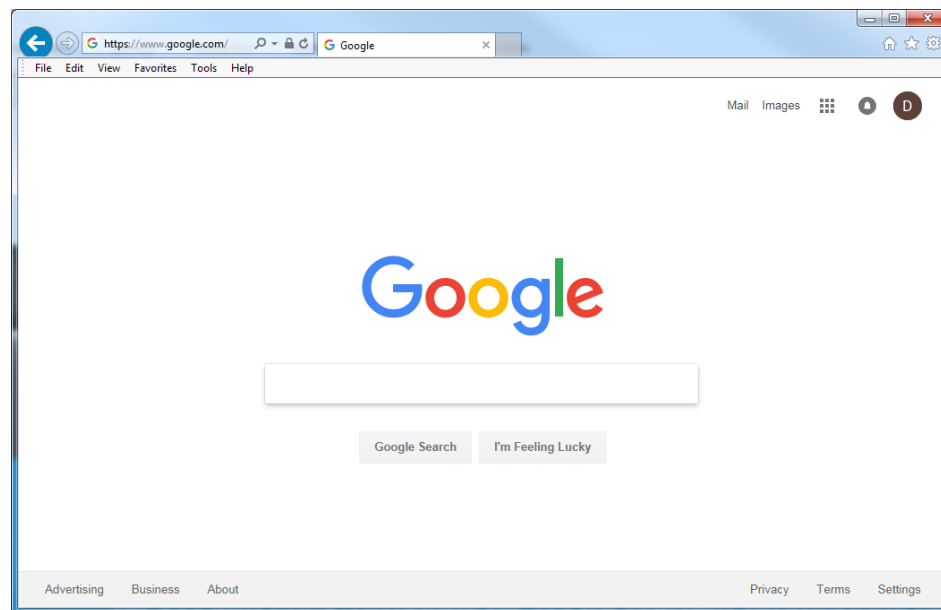 https://www.google.com/ Google
File Edit View Favorites Tools Help
Mail Images D
Google
Google Search I'm Feeling Lucky
Advertising Business About Privacy Terms Settings